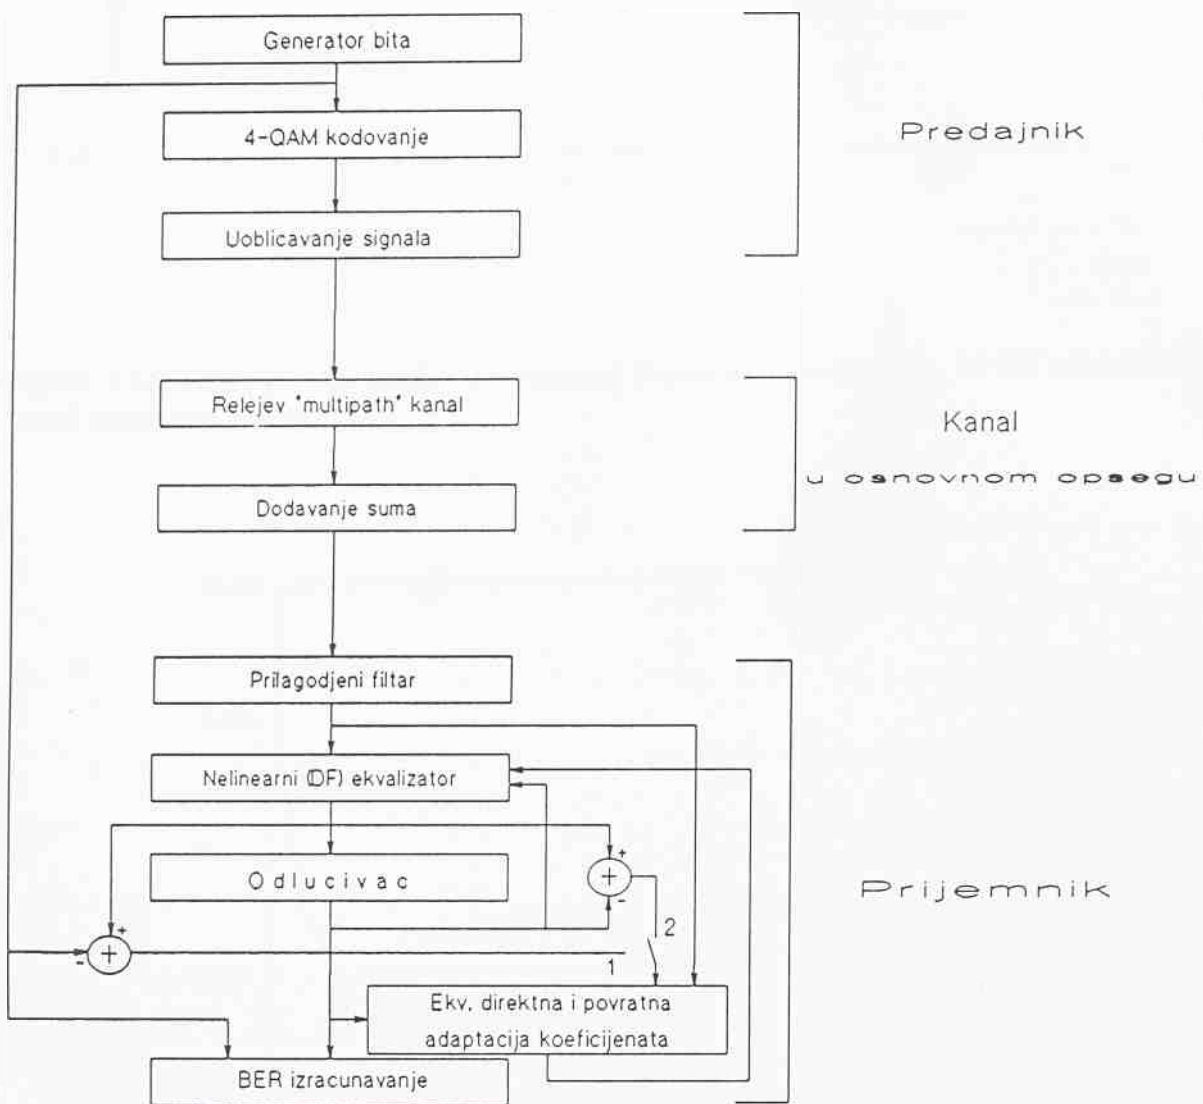 Generator bita
4-QAM kodovanje
Predajnik
Uoblicavanje signala
Relejev "multipath" kanal
Kanal
u osnovnom opsegu
Dodavanje suma
Prilagodjeni filtar
Nelinearni (DF) ekvalizator
+
+
-
Odlucivac
Prijemnik
+
2
+
-
1
Ekv. direktna i povratna
adaptacija koeficijenata
BER izracunavanje